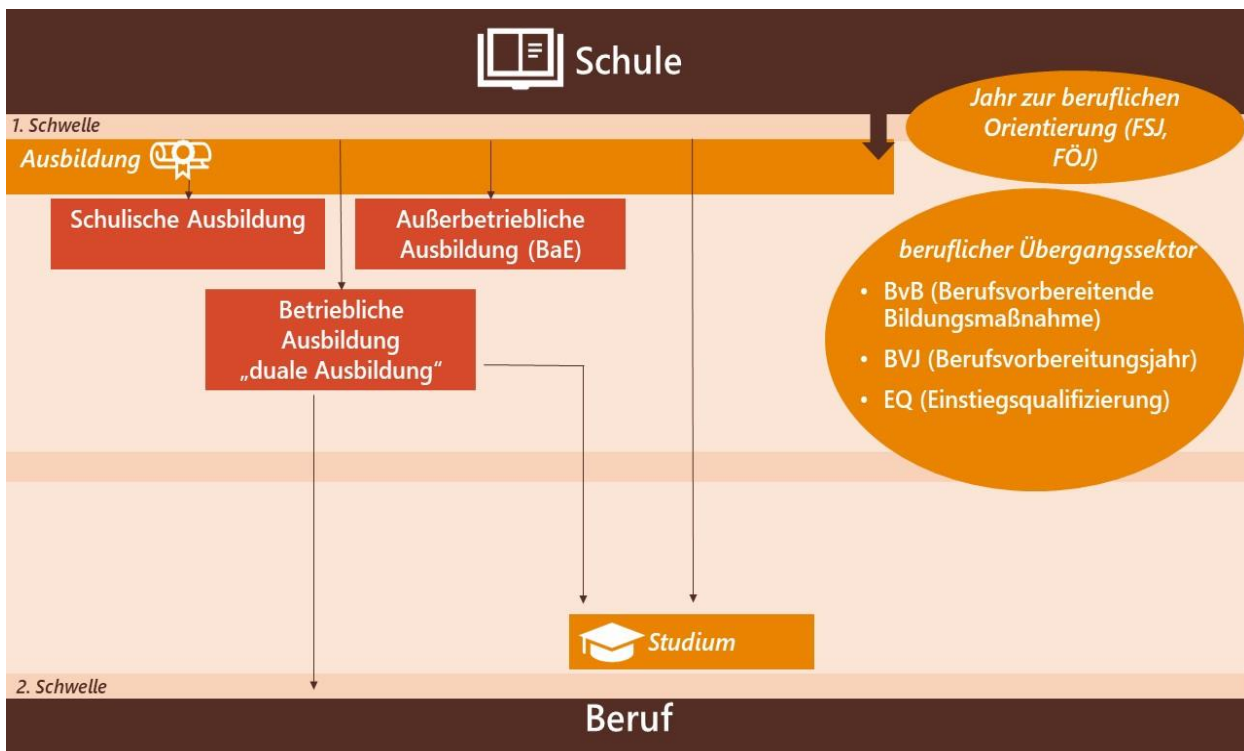 Schule
1. Schwelle
Jahr zur beruflichen
Orientierung (FSJ,
FÖJ)
Ausbildung
Schulische Ausbildung
Außerbetriebliche
Ausbildung (BaE)
beruflicher Übergangssektor
• BvB (Berufsvorbereitende
Bildungsmaßnahme)
• BVJ (Berufsvorbereitungsjahr)
• EQ (Einstiegsqualifizierung)
Betriebliche
Ausbildung
„duale Ausbildung“
Studium
2. Schwelle
Beruf